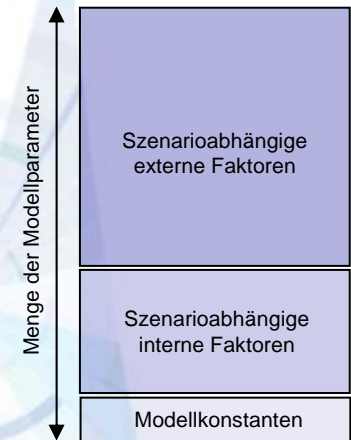 Menge der Modellparameter
Szenarioabhängige
externe Faktoren
Szenarioabhängige
interne Faktoren
Modellkonstanten